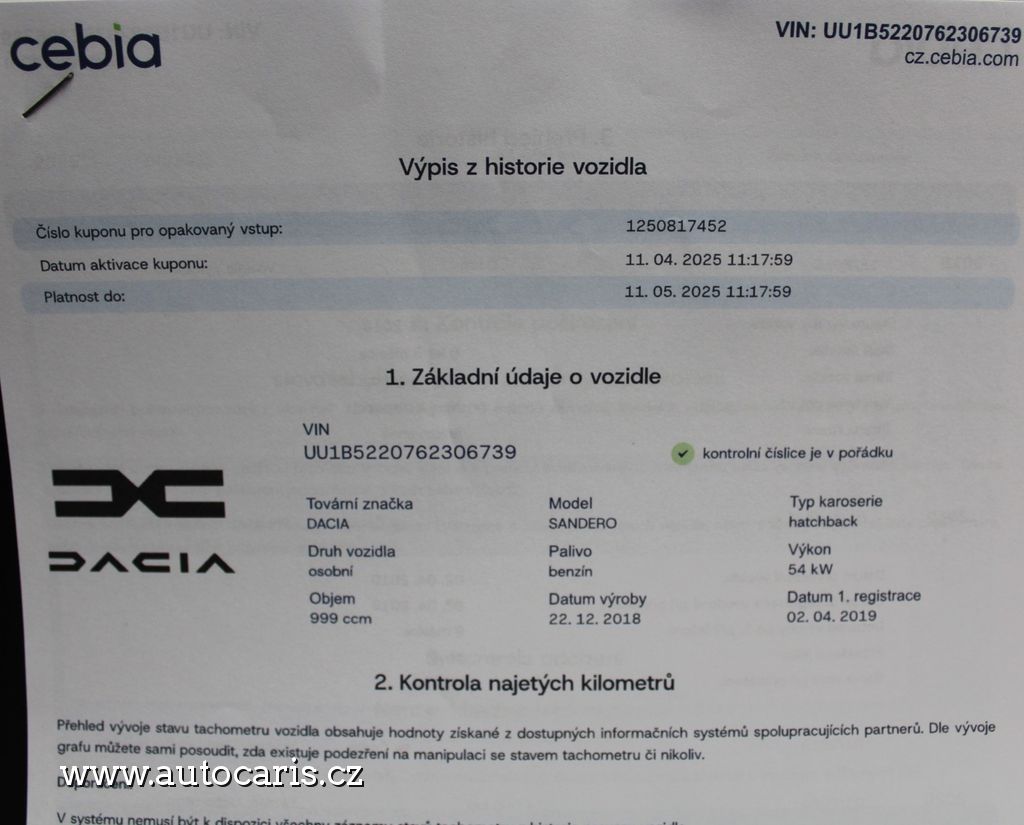 cebia
VIN: UU1B5220762306739
cz.cebia.com
Výpis z historie vozidla
Číslo kuponu pro opakovaný vstup: 1250817452
Datum aktivace kuponu: 11. 04. 2025 11:17:59
Platnost do: 11. 05. 2025 11:17:59
1. Základní údaje o vozidle
VIN
UU1B5220762306739 kontrolní číslice je v pořádku
Tovární značka Model Typ karoserie
DACIA SANDERO hatchback
Druh vozidla Palivo Výkon
osobní benzín 54 kW
Objem Datum výroby Datum 1. registrace
999 ccm 22. 12. 2018 02. 04. 2019
DACIA
2. Kontrola najetých kilometrů
Přehled vývoje stavu tachometru vozidla obsahuje hodnoty získané z dostupných informačních systémů spolupracujících partnerů. Dle vývoje
grafu můžete sami posoudit, zda existuje podezření na manipulaci se stavem tachometru či nikoliv.
www.autocaris.cz
V systému nemusí být k dispozici všechny